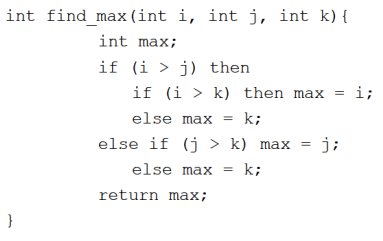 int find_max(int i, int j, int k){
int max;
if (i > j) then
if (i > k) then max = i;
else max = k;
else if (j > k) max = j;
else max = k;
return max;
}